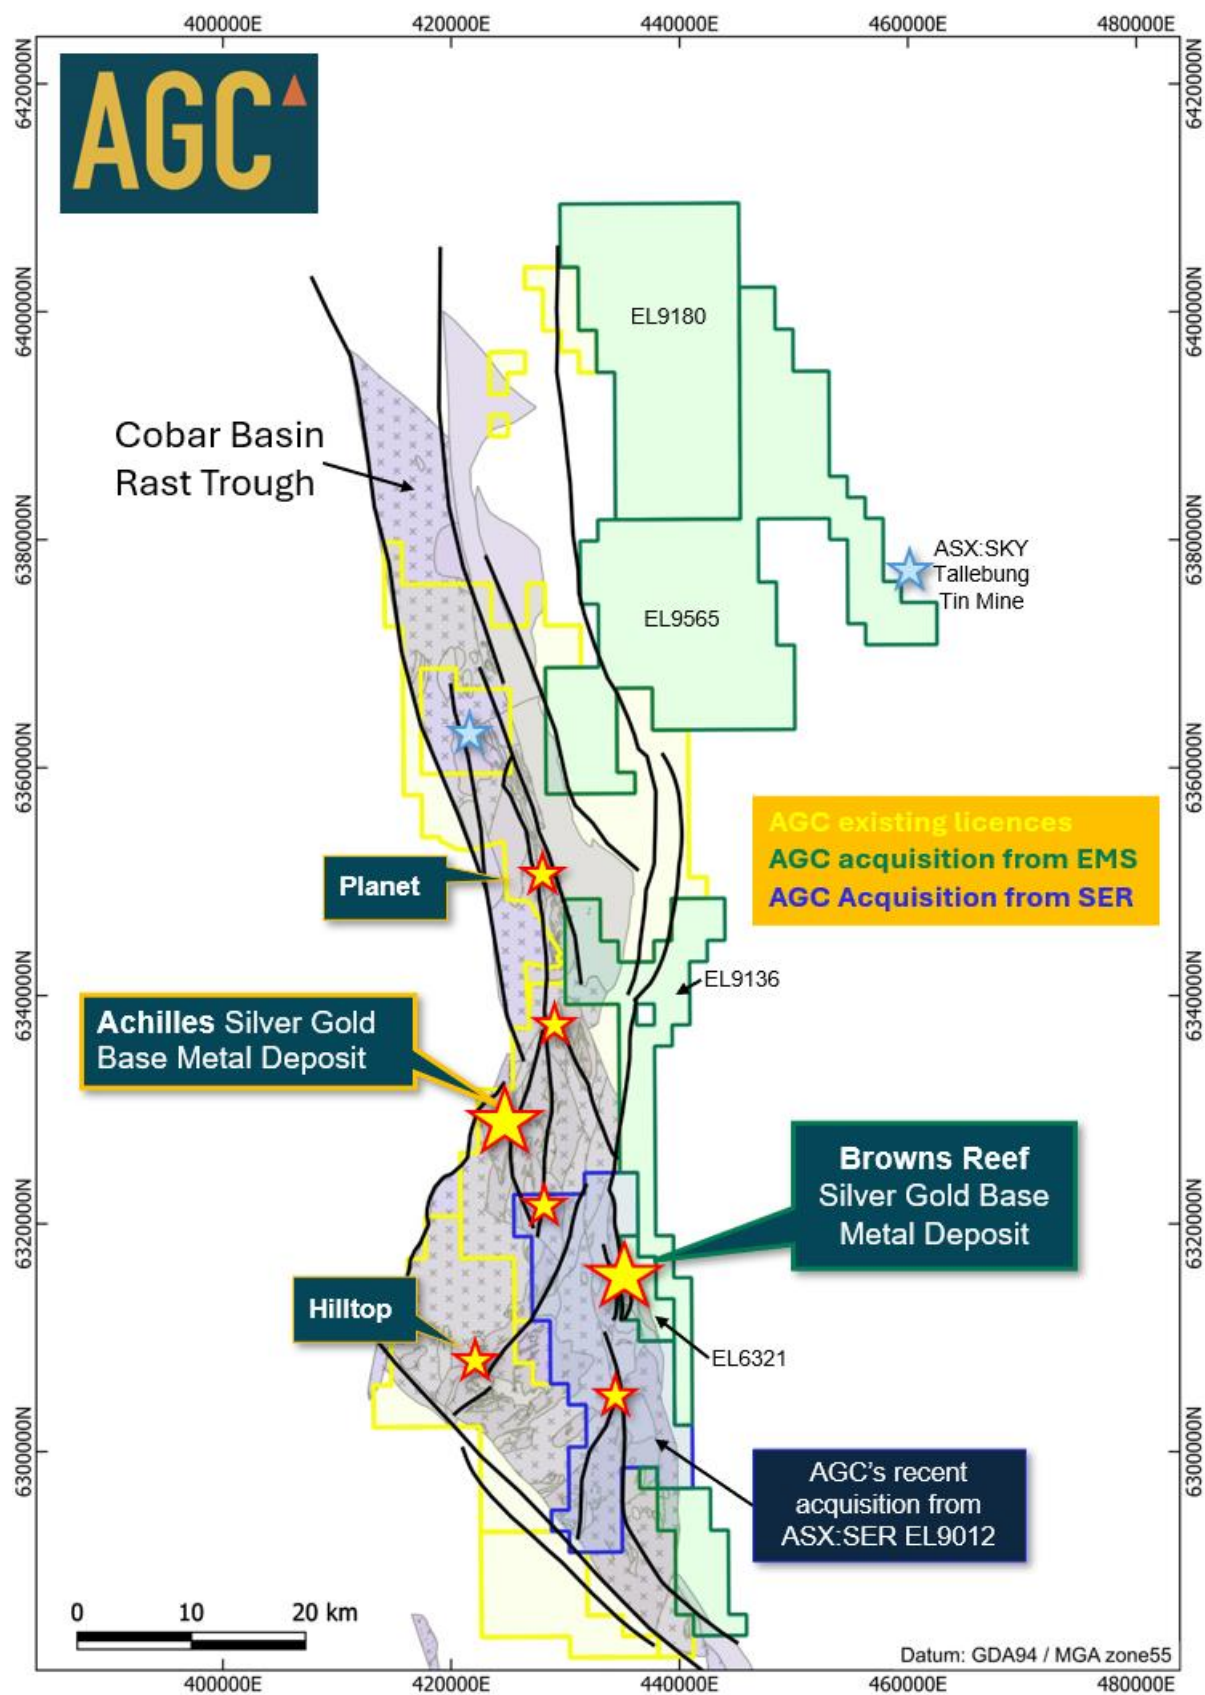 400000E 420000E 440000E 460000E 480000E
6420000N 6420000N
AGC
6400000N 6400000N
EL9180
Cobar Basin
Rast Trough
6380000N 6380000N
ASX:SKY
Tallebung
Tin Mine
EL9565
6360000N 6360000N
AGC existing licences
AGC acquisition from EMS
AGC Acquisition from SER
Planet
EL9136
6340000N 6340000N
Achilles Silver Gold
Base Metal Deposit
Browns Reef
Silver Gold Base
Metal Deposit
6320000N 6320000N
Hilltop
EL6321
6300000N 6300000N
AGC's recent
acquisition from
ASX:SER EL9012
0 10 20 km
Datum: GDA94 / MGA zone55
400000E 420000E 440000E 460000E 480000E